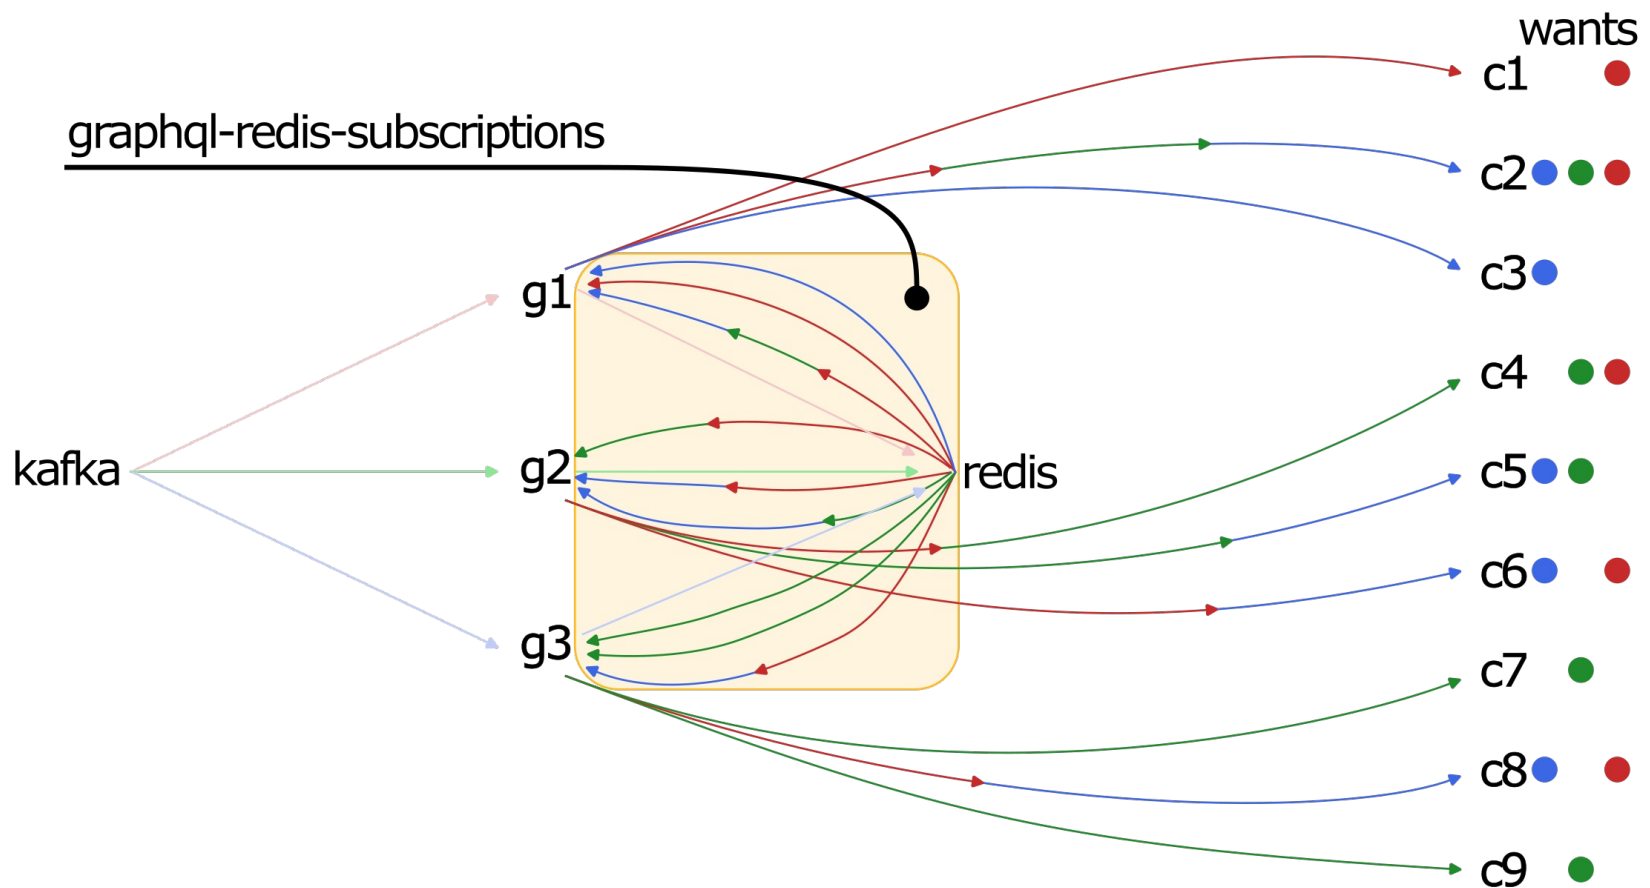 wants
c1
graphql-redis-subscriptions
c2
c3
g1
c4
kafka
g2
redis
c5
c6
g3
c7
c8
c9